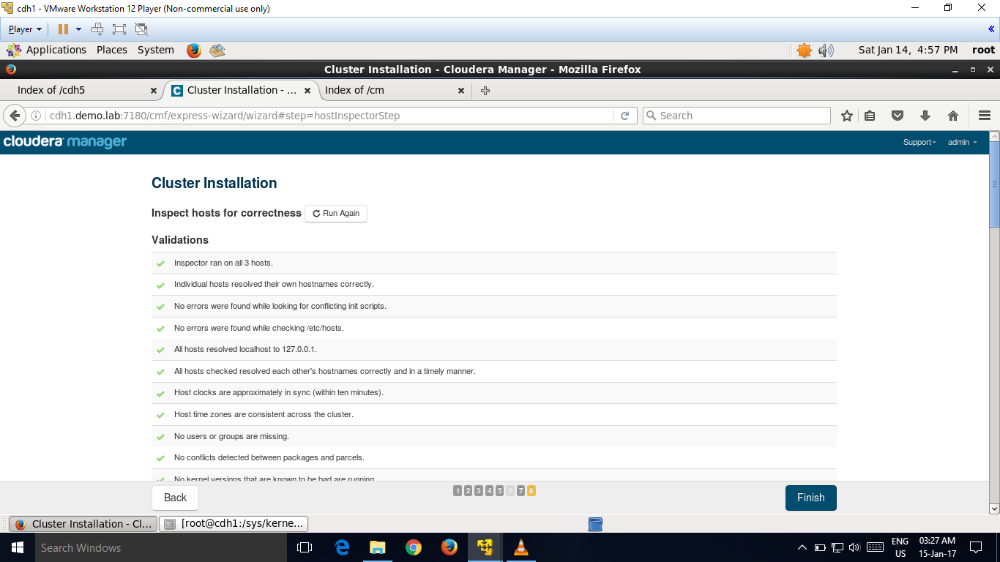 cdh1 - VMware Workstation 12 Player (Non-commercial use only)
Player
Applications Places System Sat Jan 14, 4:57 PM root
Cluster Installation - Cloudera Manager - Mozilla Firefox
Index of /cdh5 Cluster Installation - ... Index of /cm
cdh1.demo.lab:7180/cmf/express-wizard/wizard#step=hostInspectorStep Search
cloudera manager Support admin
Cluster Installation
Inspect hosts for correctness Run Again
Validations
Inspector ran on all 3 hosts.
Individual hosts resolved their own hostnames correctly.
No errors were found while looking for conflicting init scripts.
No errors were found while checking /etc/hosts.
All hosts resolved localhost to 127.0.0.1.
All hosts checked resolved each other's hostnames correctly and in a timely manner.
Host clocks are approximately in sync (within ten minutes).
Host time zones are consistent across the cluster.
No users or groups are missing.
No conflicts detected between packages and parcels.
No kernel versions that are known to be bad are running.
Back 1 2 3 4 5 6 7 8 Finish
Cluster Installation - Cl... [root@cdh1:/sys/kerne...
Search Windows ENG 03:27 AM
US 15-Jan-17